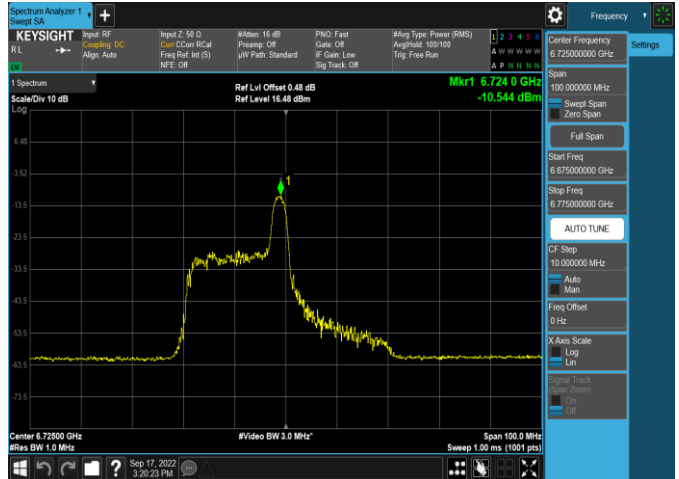 Spectrum Analyzer 1
Swept SA
Frequency
KEYSIGHT
Input: RF
Input Z: 50 Ω
#Atten: 16 dB
PNO: Fast
#Avg Type: Power (RMS)
1 2 3 4 5 6
RL
Coupling: DC
Corr CCorr RCal
Preamp: Off
Gate: Off
Avg|Hold: 100/100
A W W W W W
Align: Auto
Freq Ref: Int (S)
µW Path: Standard
IF Gain: Low
Trig: Free Run
NFE: Off
Sig Track: Off
A P N N N N
1 Spectrum
Ref Lvl Offset 0.48 dB
Mkr1 6.724 0 GHz
Scale/Div 10 dB
Ref Level 16.48 dBm
-10.544 dBm
Log
6.48
-3.52
1
-13.5
-23.5
-33.5
-43.5
-53.5
-63.5
-73.5
Center 6.72500 GHz
#Video BW 3.0 MHz*
Span 100.0 MHz
#Res BW 1.0 MHz
Sweep 1.00 ms (1001 pts)
Center Frequency
6.725000000 GHz
Settings
Span
100.000000 MHz
Swept Span
Zero Span
Full Span
Start Freq
6.675000000 GHz
Stop Freq
6.775000000 GHz
AUTO TUNE
CF Step
10.000000 MHz
Auto
Man
Freq Offset
0 Hz
X Axis Scale
Log
Lin
Signal Track
(Span Zoom)
On
Off
?
Sep 17, 2022
3:20:23 PM